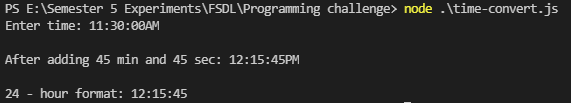 PS E:\Semester 5 Experiments\FSDL\Programming challenge> node .\time-convert.js
Enter time: 11:30:00AM
After adding 45 min and 45 sec: 12:15:45PM
24 - hour format: 12:15:45